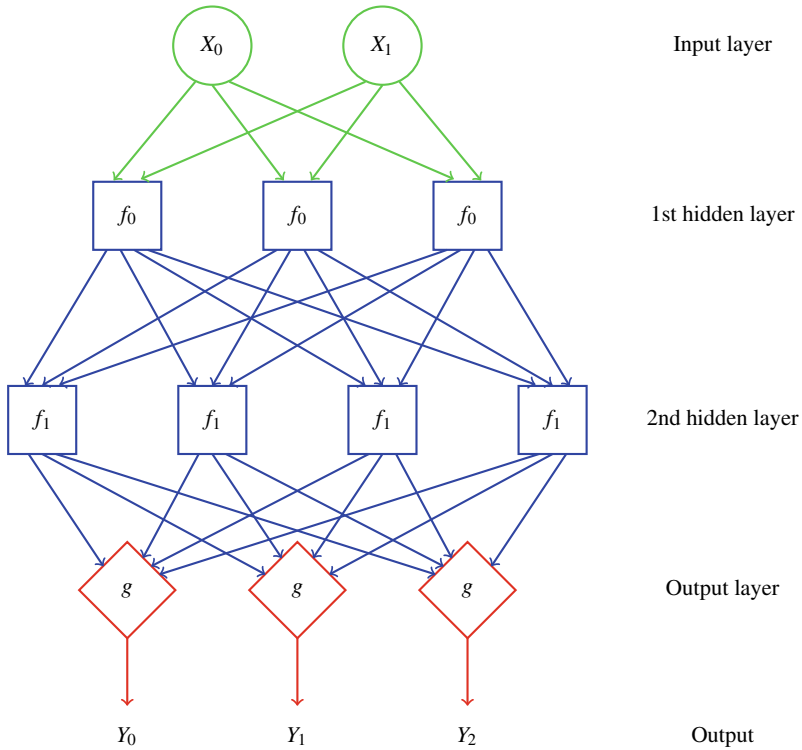 X₀ X₁ Input layer
f₀ f₀ f₀ 1st hidden layer
f₁ f₁ f₁ f₁ 2nd hidden layer
g g g Output layer
Y₀ Y₁ Y₂ Output